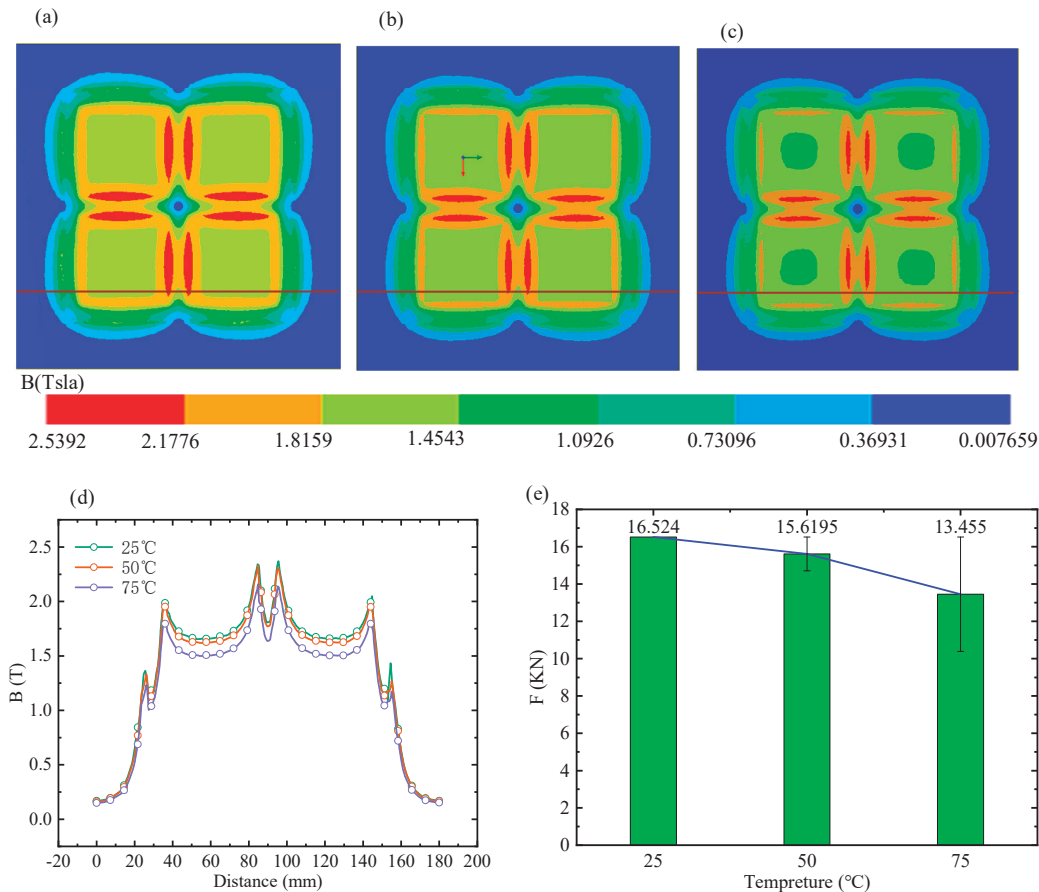 (a)
(b)
(c)
B(Tsla)
2.5392 2.1776 1.8159 1.4543 1.0926 0.73096 0.36931 0.007659
(d)
25℃
50℃
75℃
2.5
2.0
1.5
1.0
0.5
0.0
B (T)
-20 0 20 40 60 80 100 120 140 160 180 200
Distance (mm)
(e)
16.524 15.6195 13.455
18
16
14
12
10
8
6
4
2
0
F (KN)
25 50 75
Tempreture (℃)